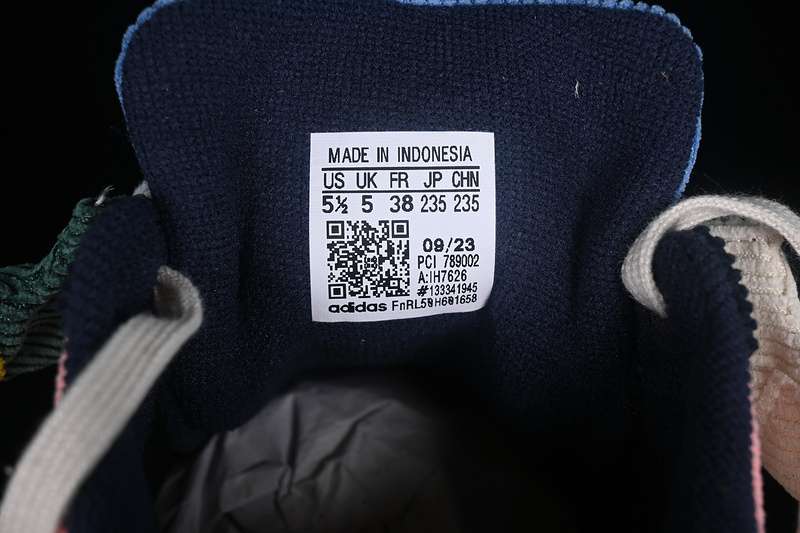 MADE IN INDONESIA
US UK FR JP CHN
5½ 5 38 235 235
09/23
PCI 789002
A:IH7626
#133341945
adidas FnRL59H601658